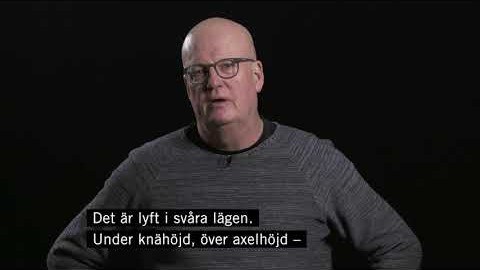 Det är lyft i svåra lägen.
Under knähöjd, över axelhöjd –